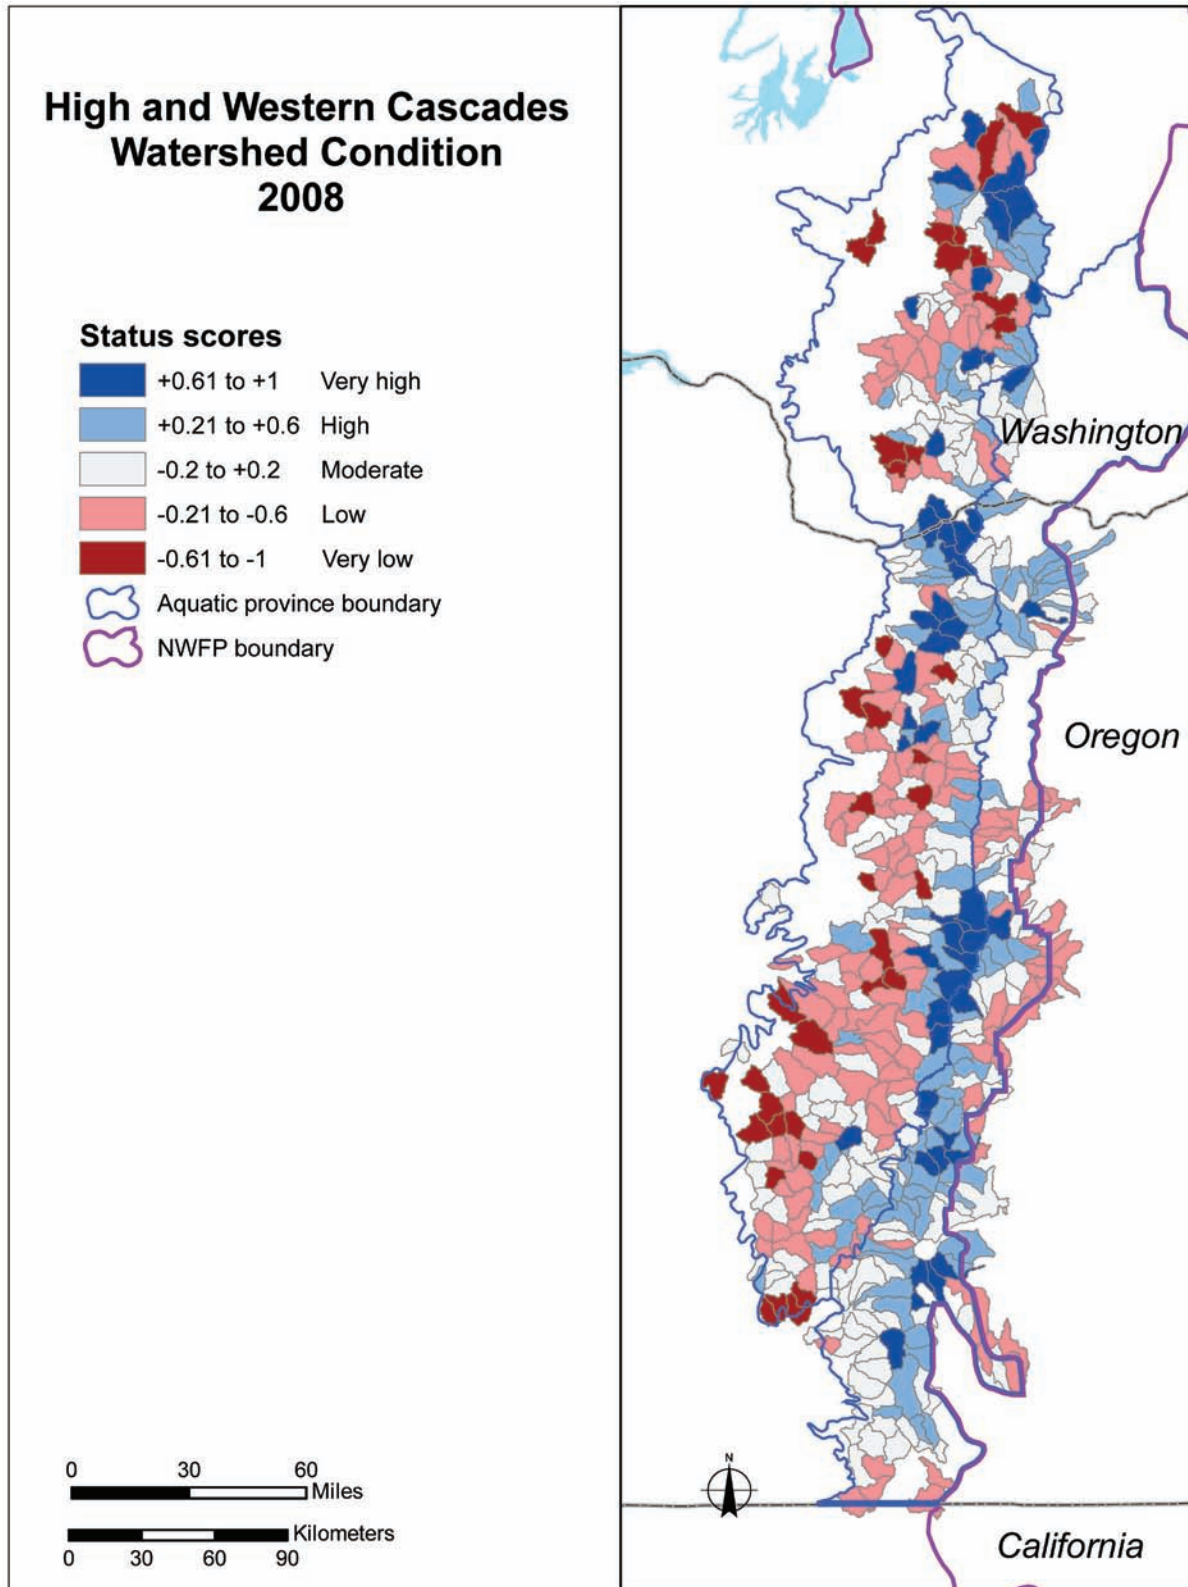 High and Western Cascades
Watershed Condition
2008
Status scores
+0.61 to +1 Very high
+0.21 to +0.6 High
-0.2 to +0.2 Moderate
-0.21 to -0.6 Low
-0.61 to -1 Very low
Aquatic province boundary
NWFP boundary
Washington
Oregon
California
N
0 30 60
Miles
Kilometers
0 30 60 90